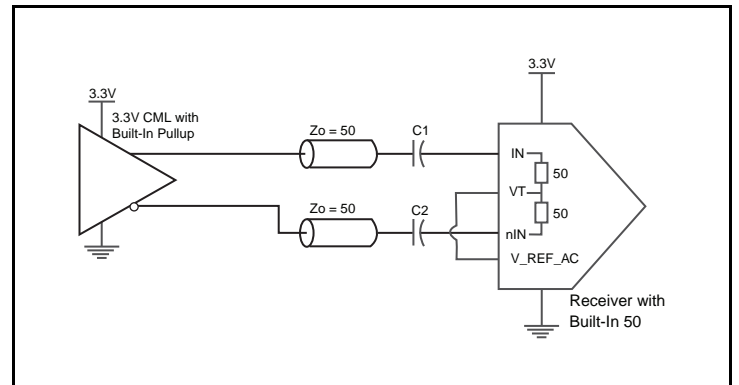 3.3V
3.3V
3.3V CML with
Built-In Pullup
Zo = 50
C1
IN
50
VT
50
Zo = 50
C2
nIN
V_REF_AC
Receiver with
Built-In 50